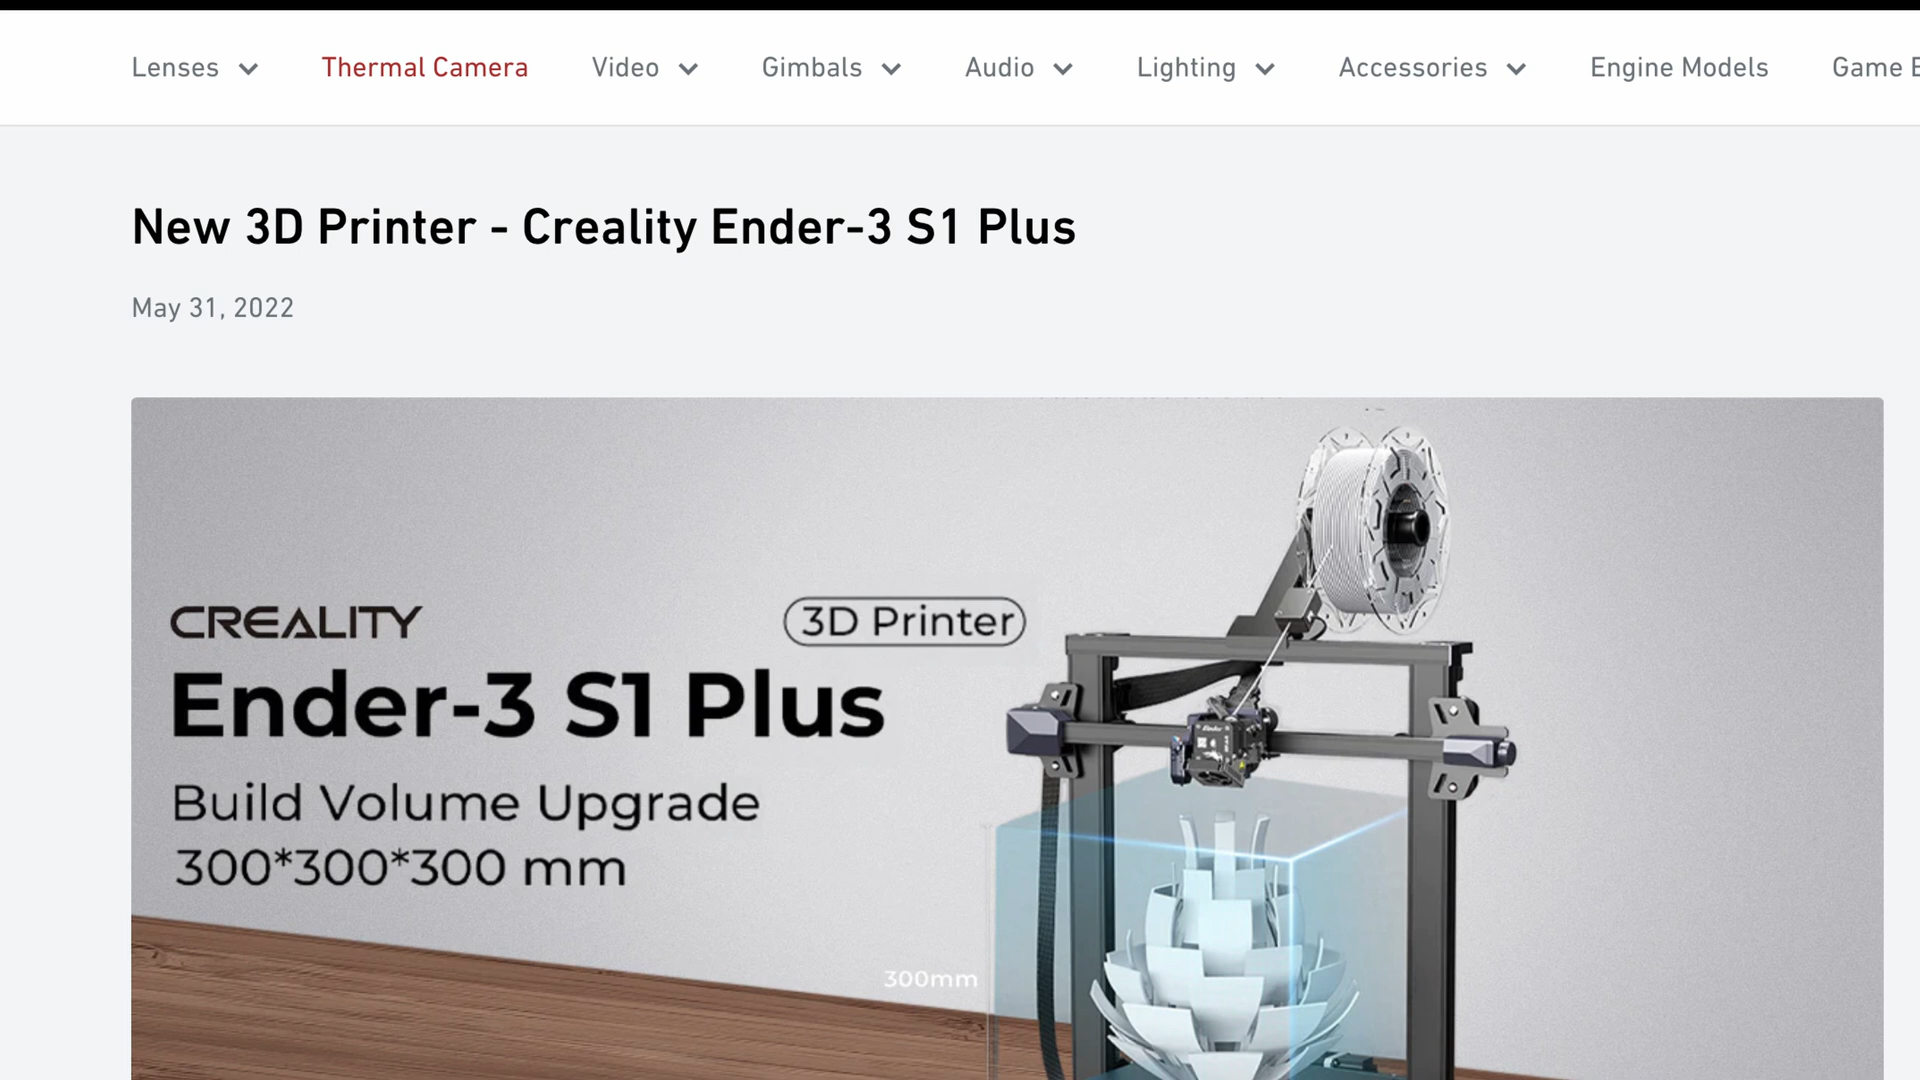 Lenses Thermal Camera Video Gimbals Audio Lighting Accessories Engine Models Game
New 3D Printer - Creality Ender-3 S1 Plus
May 31, 2022
CREALITY 3D Printer
Ender-3 S1 Plus
Build Volume Upgrade
300*300*300 mm
300mm